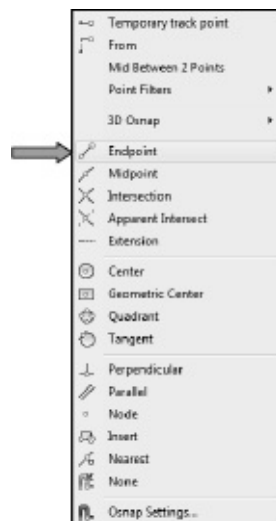 Temporary track point
From
Mid Between 2 Points
Point Filters
3D Osnap
Endpoint
Midpoint
Intersection
Apparent Intersect
Extension
Center
Geometric Center
Quadrant
Tangent
Perpendicular
Parallel
Node
Insert
Nearest
None
Osnap Settings...